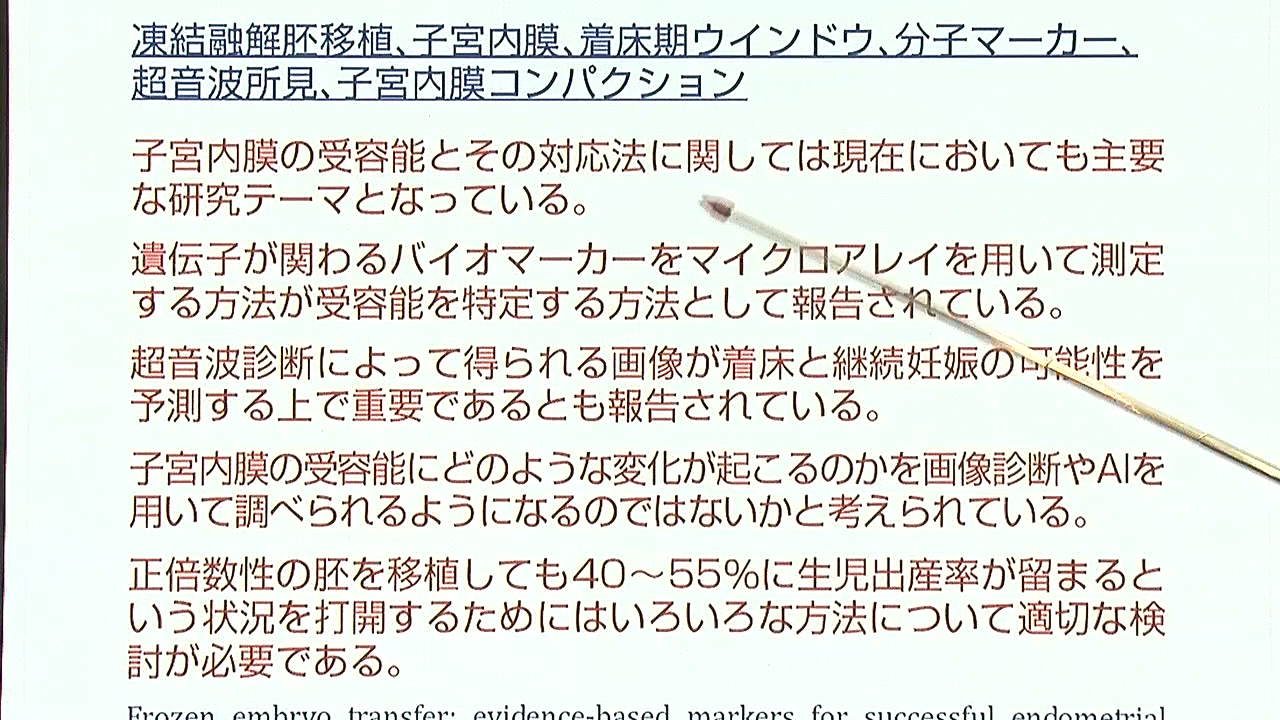 凍結融解胚移植、子宮内膜、着床期ウインドウ、分子マーカー、
超音波所見、子宮内膜コンパクション
子宮内膜の受容能とその対応法に関しては現在においても主要
な研究テーマとなっている。
遺伝子が関わるバイオマーカーをマイクロアレイを用いて測定
する方法が受容能を特定する方法として報告されている。
超音波診断によって得られる画像が着床と継続妊娠の可能性を
予測する上で重要であるとも報告されている。
子宮内膜の受容能にどのような変化が起こるのかを画像診断やAIを
用いて調べられるようになるのではないかと考えられている。
正倍数性の胚を移植しても40～55%に生児出産率が留まると
いう状況を打開するためにはいろいろな方法について適切な検
討が必要である。
Frozen embryo transfer: evidence-based markers for successful endometrial